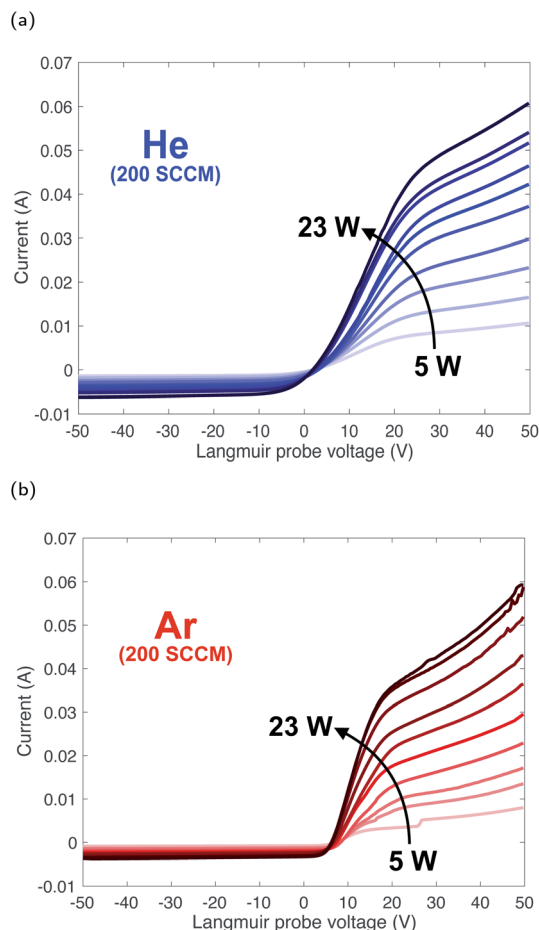 (a)
0.07
0.06
0.05
0.04
0.03
0.02
0.01
0
-0.01
Current (A)
He
(200 SCCM)
23 W
5 W
-50 -40 -30 -20 -10 0 10 20 30 40 50
Langmuir probe voltage (V)
(b)
0.07
0.06
0.05
0.04
0.03
0.02
0.01
0
-0.01
Current (A)
Ar
(200 SCCM)
23 W
5 W
-50 -40 -30 -20 -10 0 10 20 30 40 50
Langmuir probe voltage (V)